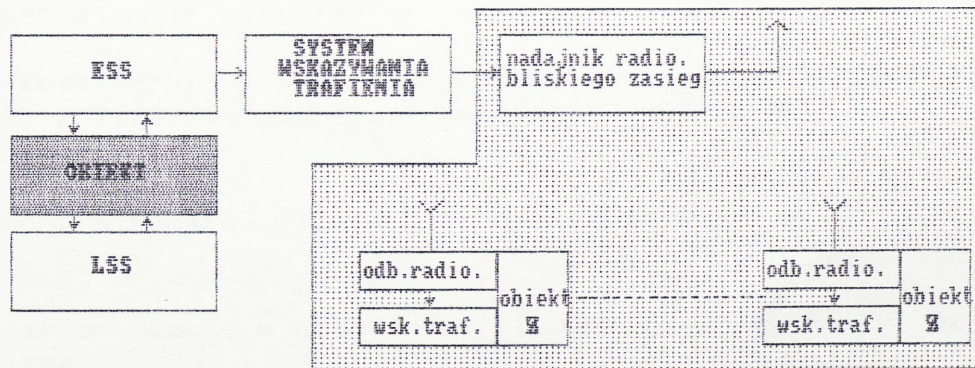 ESS
SYSTEM
WSKAZYWANIA
TRAFIENIA
nadajnik radio.
bliskiego zasieg
OBIEKT
LSS
odb.radio.
wsk.traf.
obiekt
Z
odb.radio.
wsk.traf.
obiekt
Z